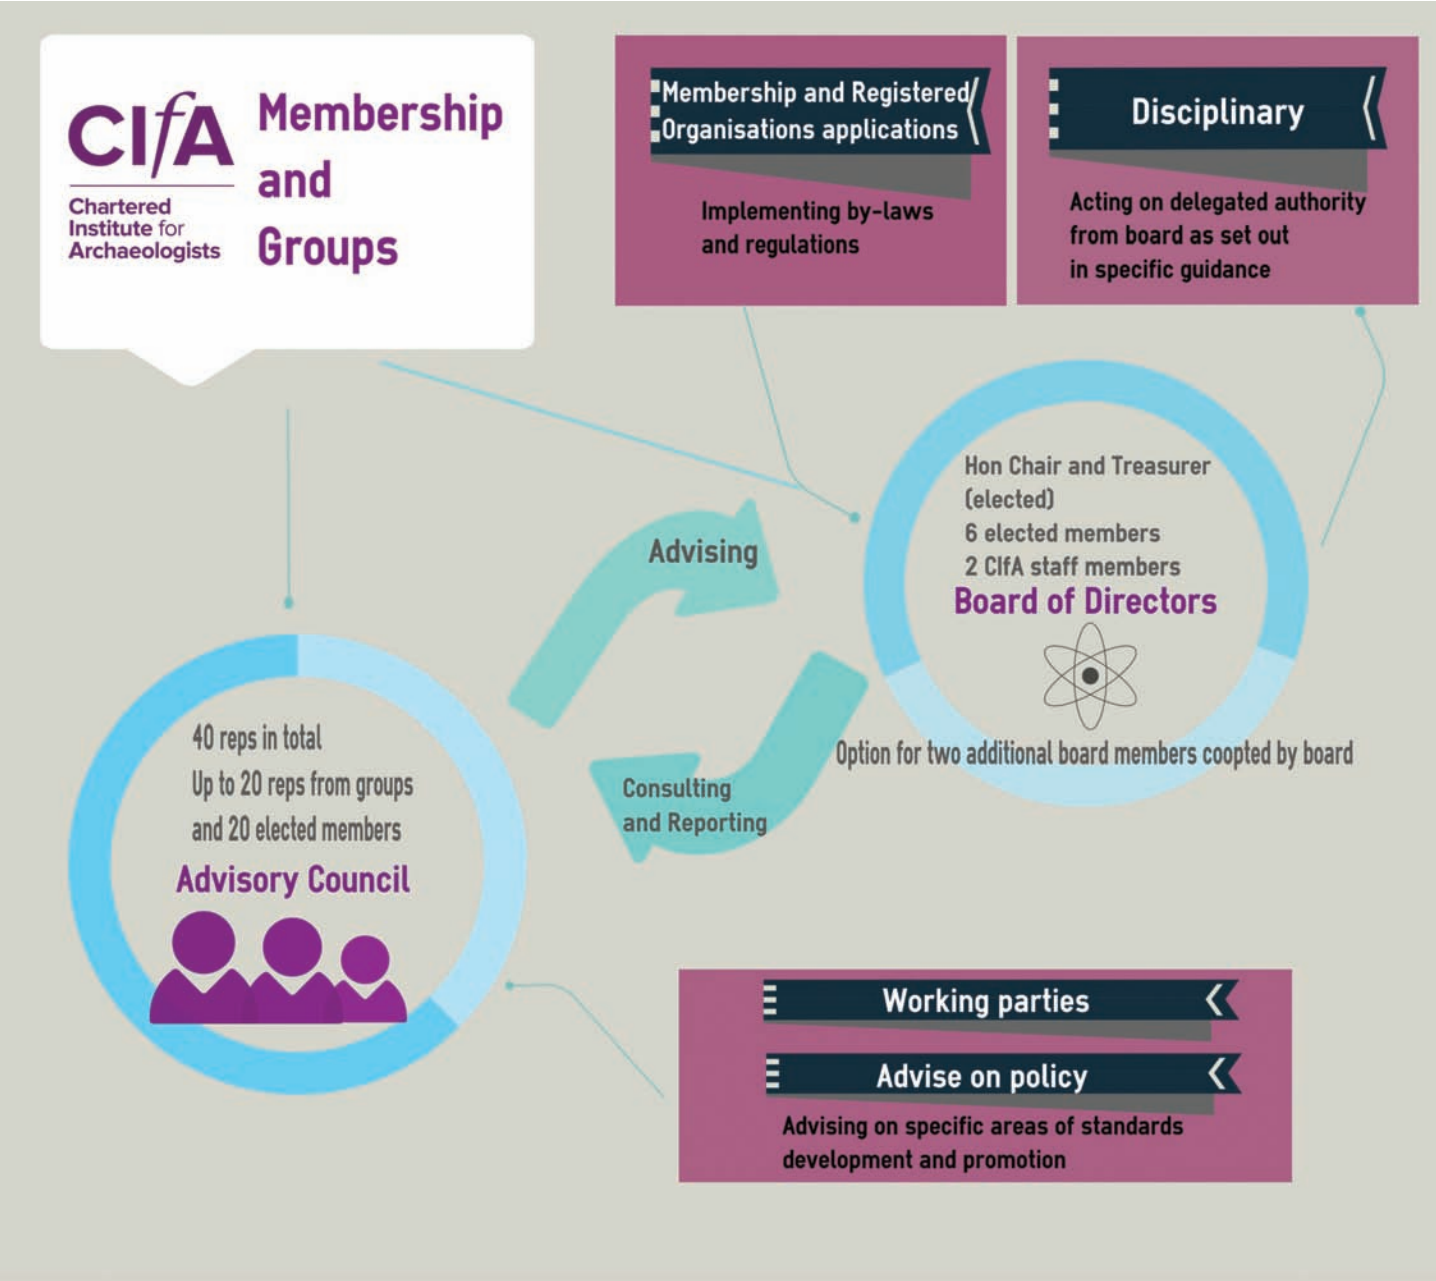 CIfA
Chartered
Institute for
Archaeologists
Membership
and
Groups
Membership and Registered
Organisations applications
Implementing by-laws
and regulations
Disciplinary
Acting on delegated authority
from board as set out
in specific guidance
Hon Chair and Treasurer
(elected)
6 elected members
2 CIfA staff members
Board of Directors
Option for two additional board members coopted by board
Advising
Consulting
and Reporting
40 reps in total
Up to 20 reps from groups
and 20 elected members
Advisory Council
Working parties
Advise on policy
Advising on specific areas of standards
development and promotion